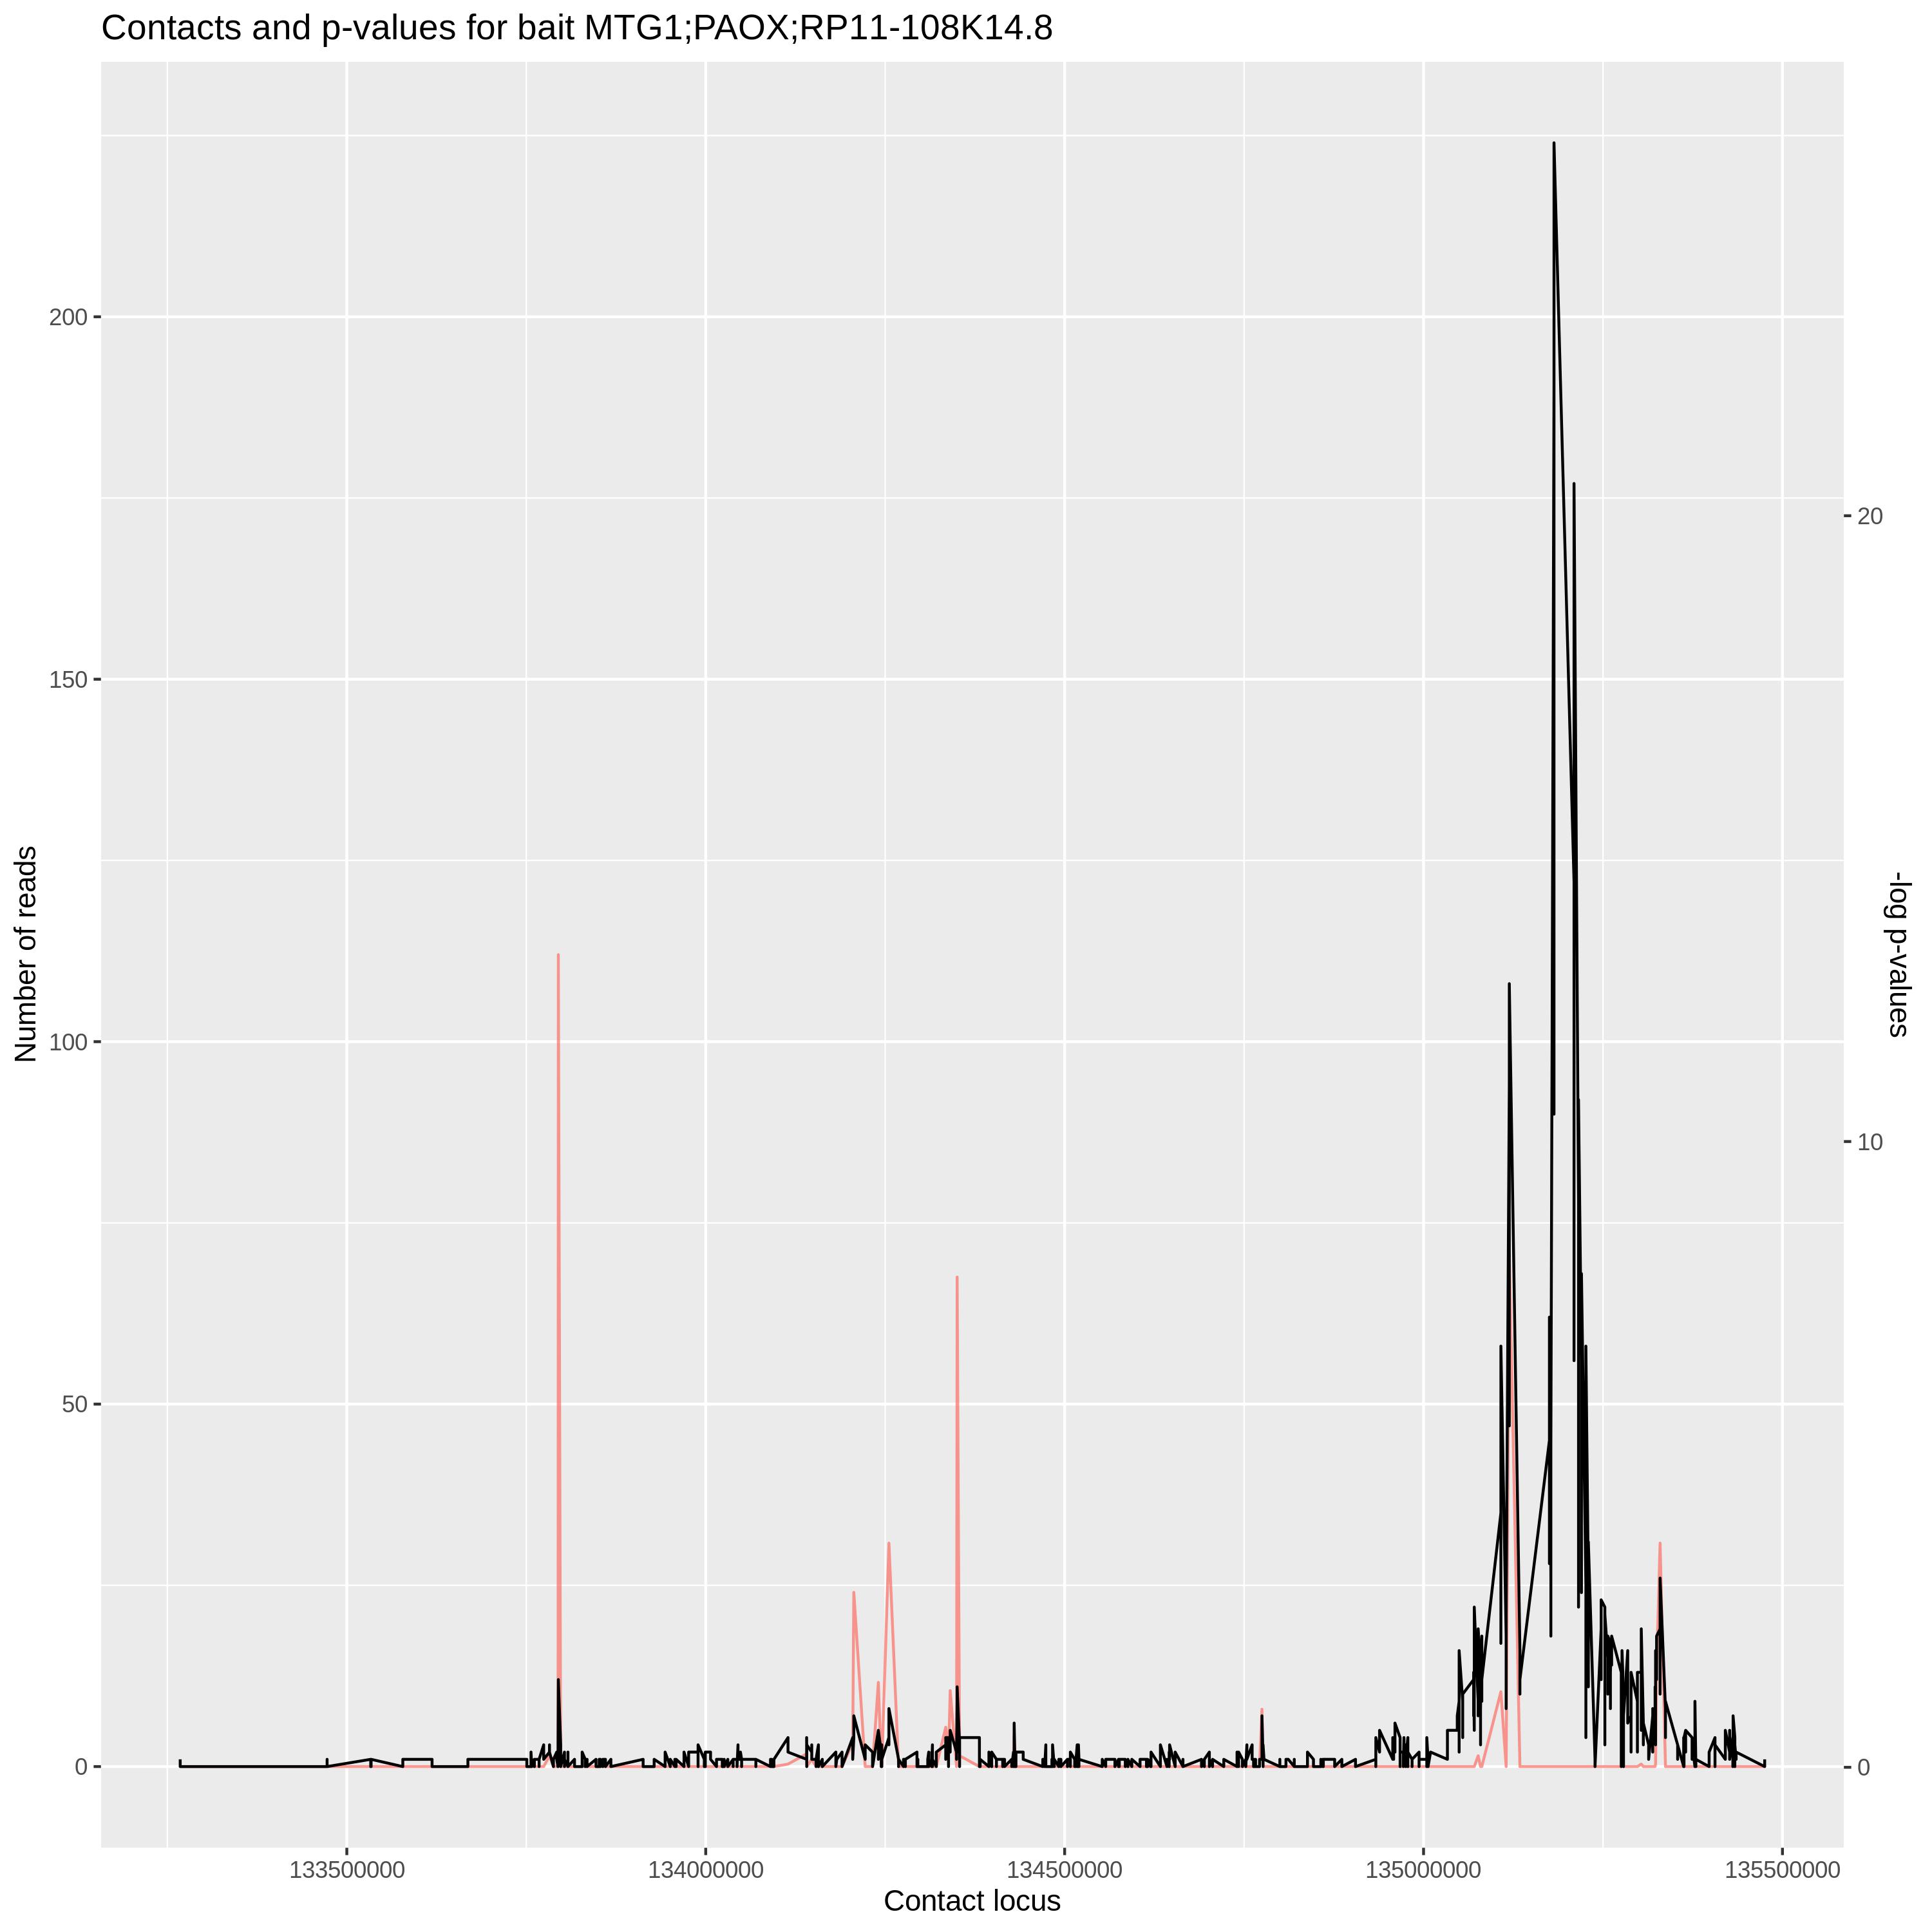 Contacts and p-values for bait MTG1;PAOX;RP11-108K14.8
200
150
100
50
0
Number of reads
20
10
0
-log p-values
133500000 134000000 134500000 135000000 135500000
Contact locus